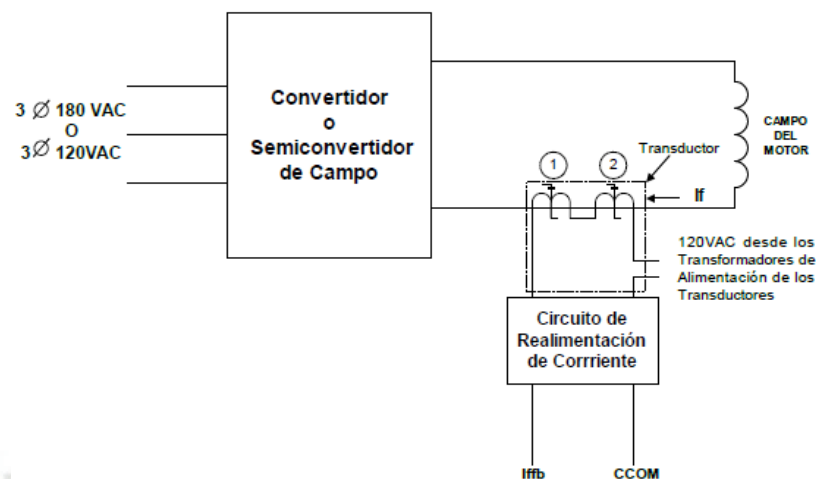 3 Ø 180 VAC
O
3Ø 120VAC
Convertidor
o
Semiconvertidor
de Campo
CAMPO
DEL
MOTOR
Transductor
1
2
If
120VAC desde los
Transformadores de
Alimentación de los
Transductores
Circuito de
Realimentación
de Corrriente
Iffb
CCOM